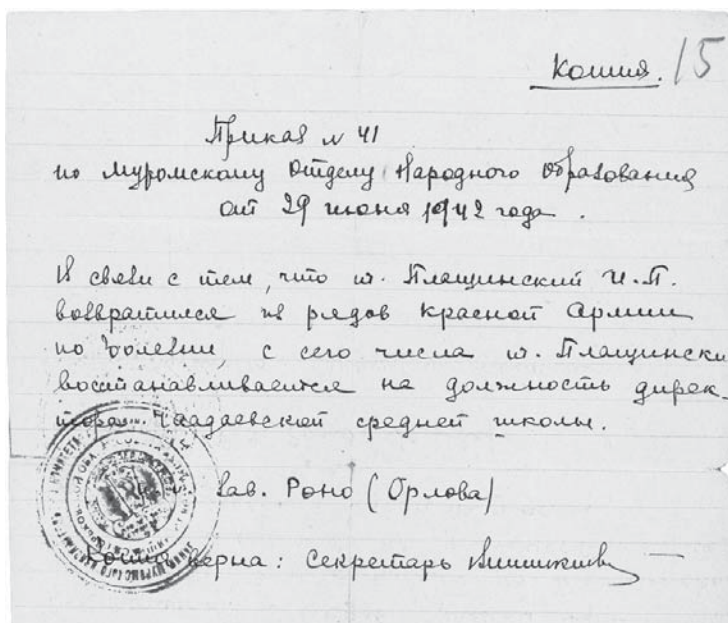 Копия. 15
Приказ № 41
по Муромскому отделу Народного образования
от 29 июня 1942 года.
В связи с тем, что т. Плащинский И.П.
возвратился из рядов Красной Армии
по болезни, с сего числа т. Плащински
восстанавливается на должность дирек-
тора Чаадаевской средней школы.
Зав. Роно (Орлова)
Копия верна: Секретарь